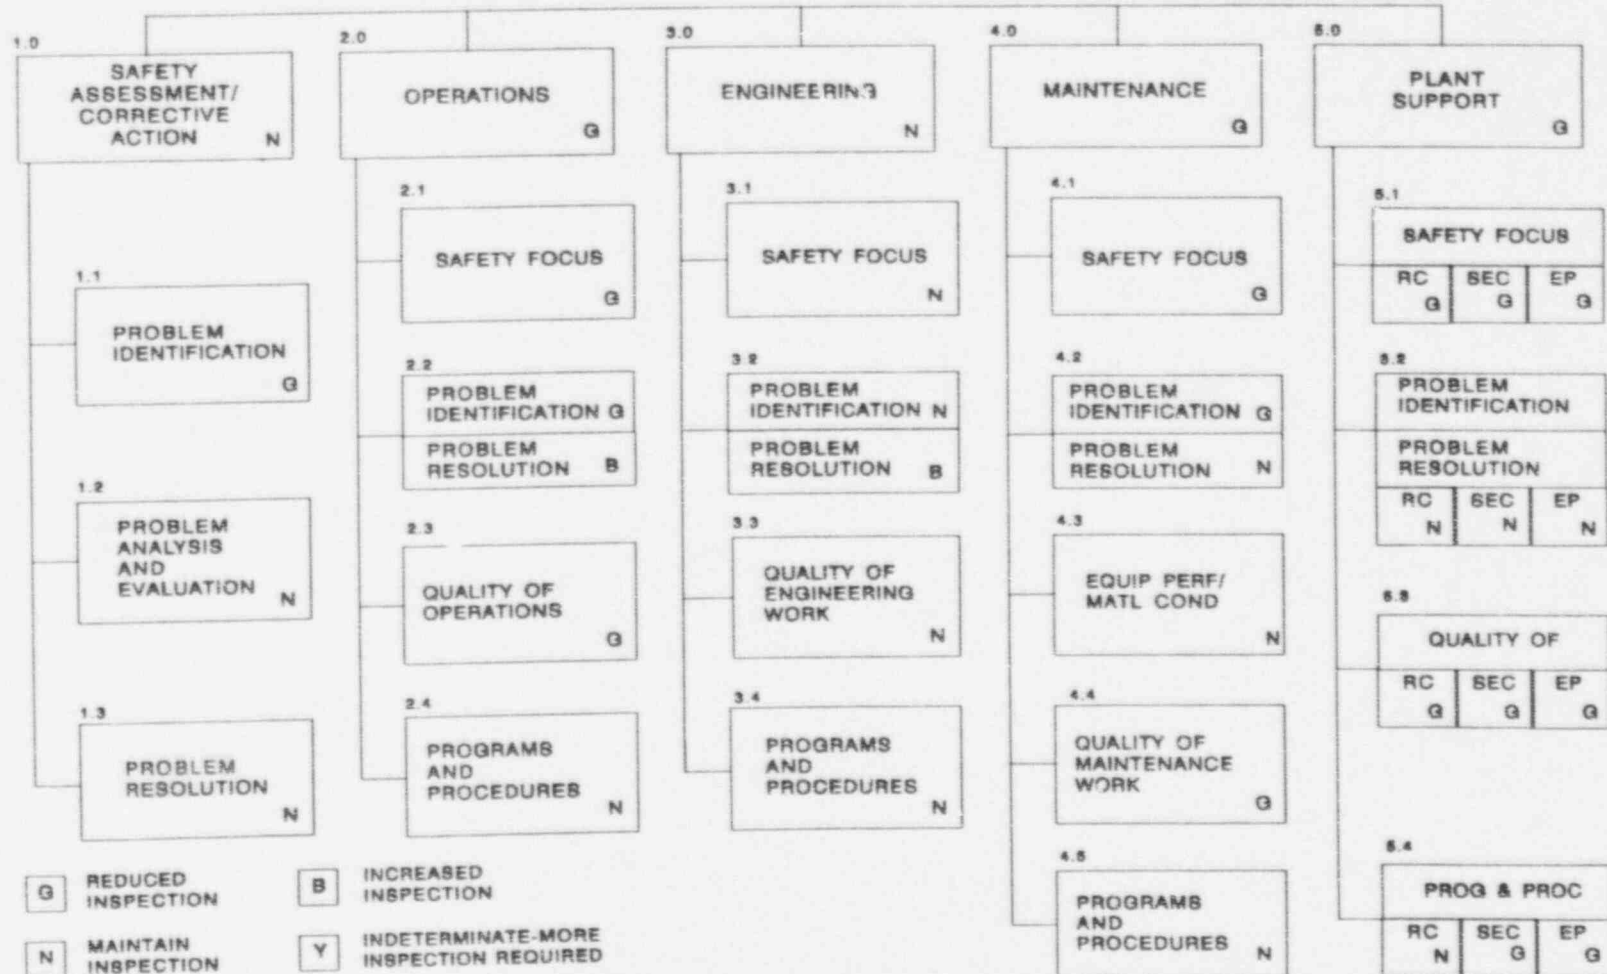 1.0
SAFETY
ASSESSMENT/
CORRECTIVE
ACTION N
1.1
PROBLEM
IDENTIFICATION
G
1.2
PROBLEM
ANALYSIS
AND
EVALUATION N
1.3
PROBLEM
RESOLUTION
N
2.0
OPERATIONS
G
2.1
SAFETY FOCUS
G
2.2
PROBLEM
IDENTIFICATION G
PROBLEM
RESOLUTION B
2.3
QUALITY OF
OPERATIONS
G
2.4
PROGRAMS
AND
PROCEDURES N
3.0
ENGINEERING
N
3.1
SAFETY FOCUS
N
3.2
PROBLEM
IDENTIFICATION N
PROBLEM
RESOLUTION B
3.3
QUALITY OF
ENGINEERING
WORK
N
3.4
PROGRAMS
AND
PROCEDURES N
4.0
MAINTENANCE
G
4.1
SAFETY FOCUS
G
4.2
PROBLEM
IDENTIFICATION G
PROBLEM
RESOLUTION N
4.3
EQUIP PERF/
MATL COND
N
4.4
QUALITY OF
MAINTENANCE
WORK
G
4.5
PROGRAMS
AND
PROCEDURES N
5.0
PLANT
SUPPORT
G
5.1
SAFETY FOCUS
RC SEC EP
G G G
5.2
PROBLEM
IDENTIFICATION
PROBLEM
RESOLUTION
RC SEC EP
N N N
5.3
QUALITY OF
RC SEC EP
G G G
5.4
PROG & PROC
RC SEC EP
N G G
G REDUCED
INSPECTION
B INCREASED
INSPECTION
N MAINTAIN
INSPECTION
Y INDETERMINATE-MORE
INSPECTION REQUIRED